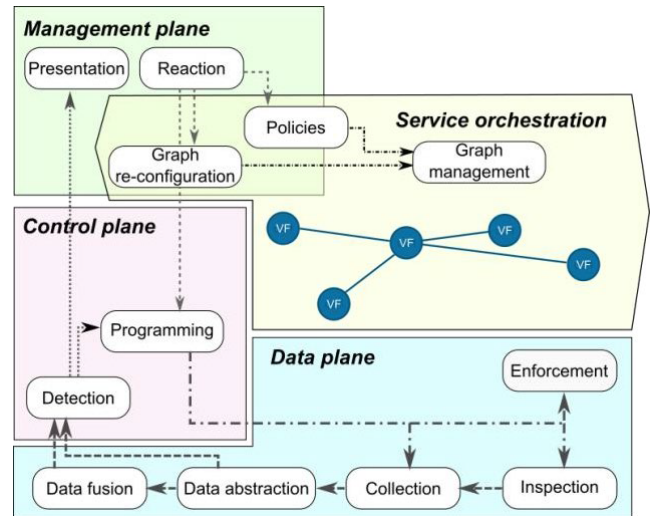 Management plane
Presentation
Reaction
Policies
Service orchestration
Graph
re-configuration
Graph
management
Control plane
VF
VF
VF
VF
VF
Programming
Data plane
Enforcement
Detection
Data fusion
Data abstraction
Collection
Inspection